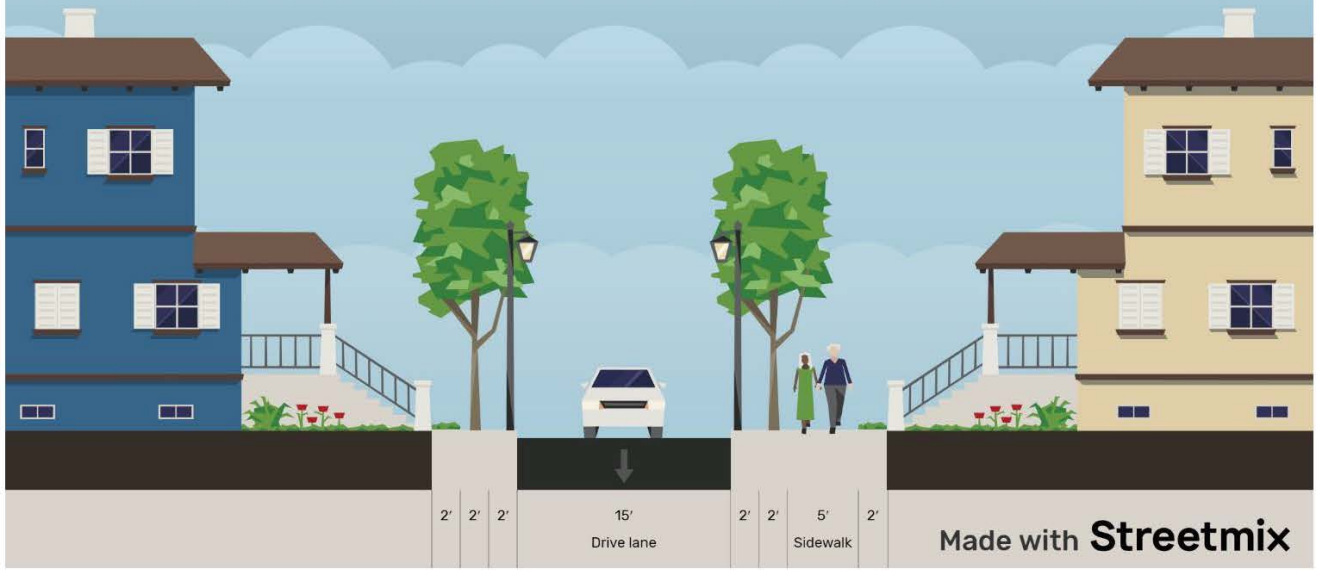 2′ 2′ 2′ 15′ 2′ 2′ 5′ 2′
Drive lane Sidewalk
Made with Streetmix